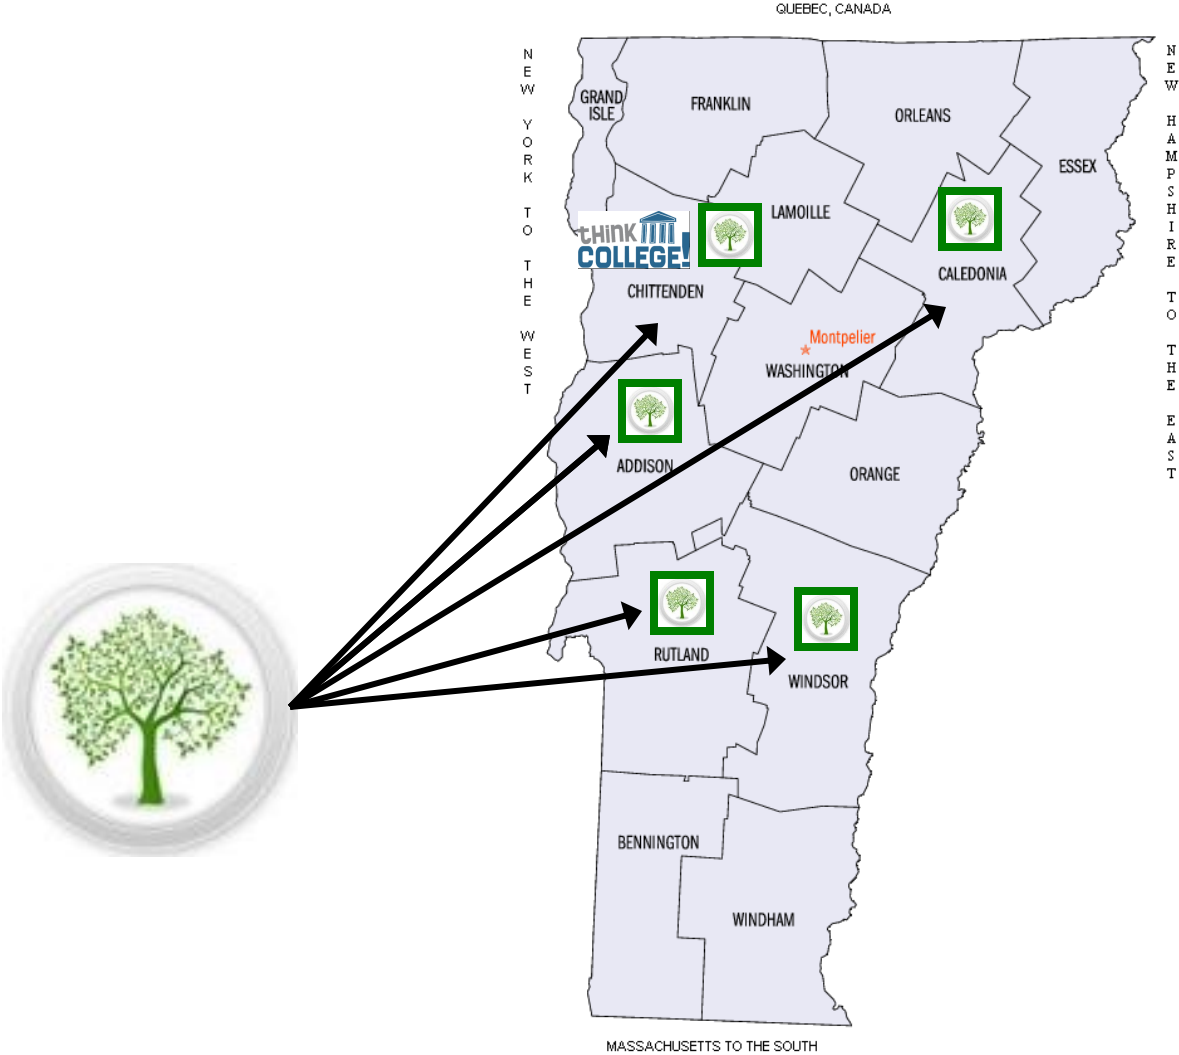 QUEBEC, CANADA
NEW YORK TO THE WEST
NEW HAMPSHIRE TO THE EAST
GRAND
ISLE
FRANKLIN
ORLEANS
ESSEX
LAMOILLE
THINK
COLLEGE!
CHITTENDEN
CALEDONIA
Montpelier
WASHINGTON
ADDISON
ORANGE
RUTLAND
WINDSOR
BENNINGTON
WINDHAM
MASSACHUSETTS TO THE SOUTH